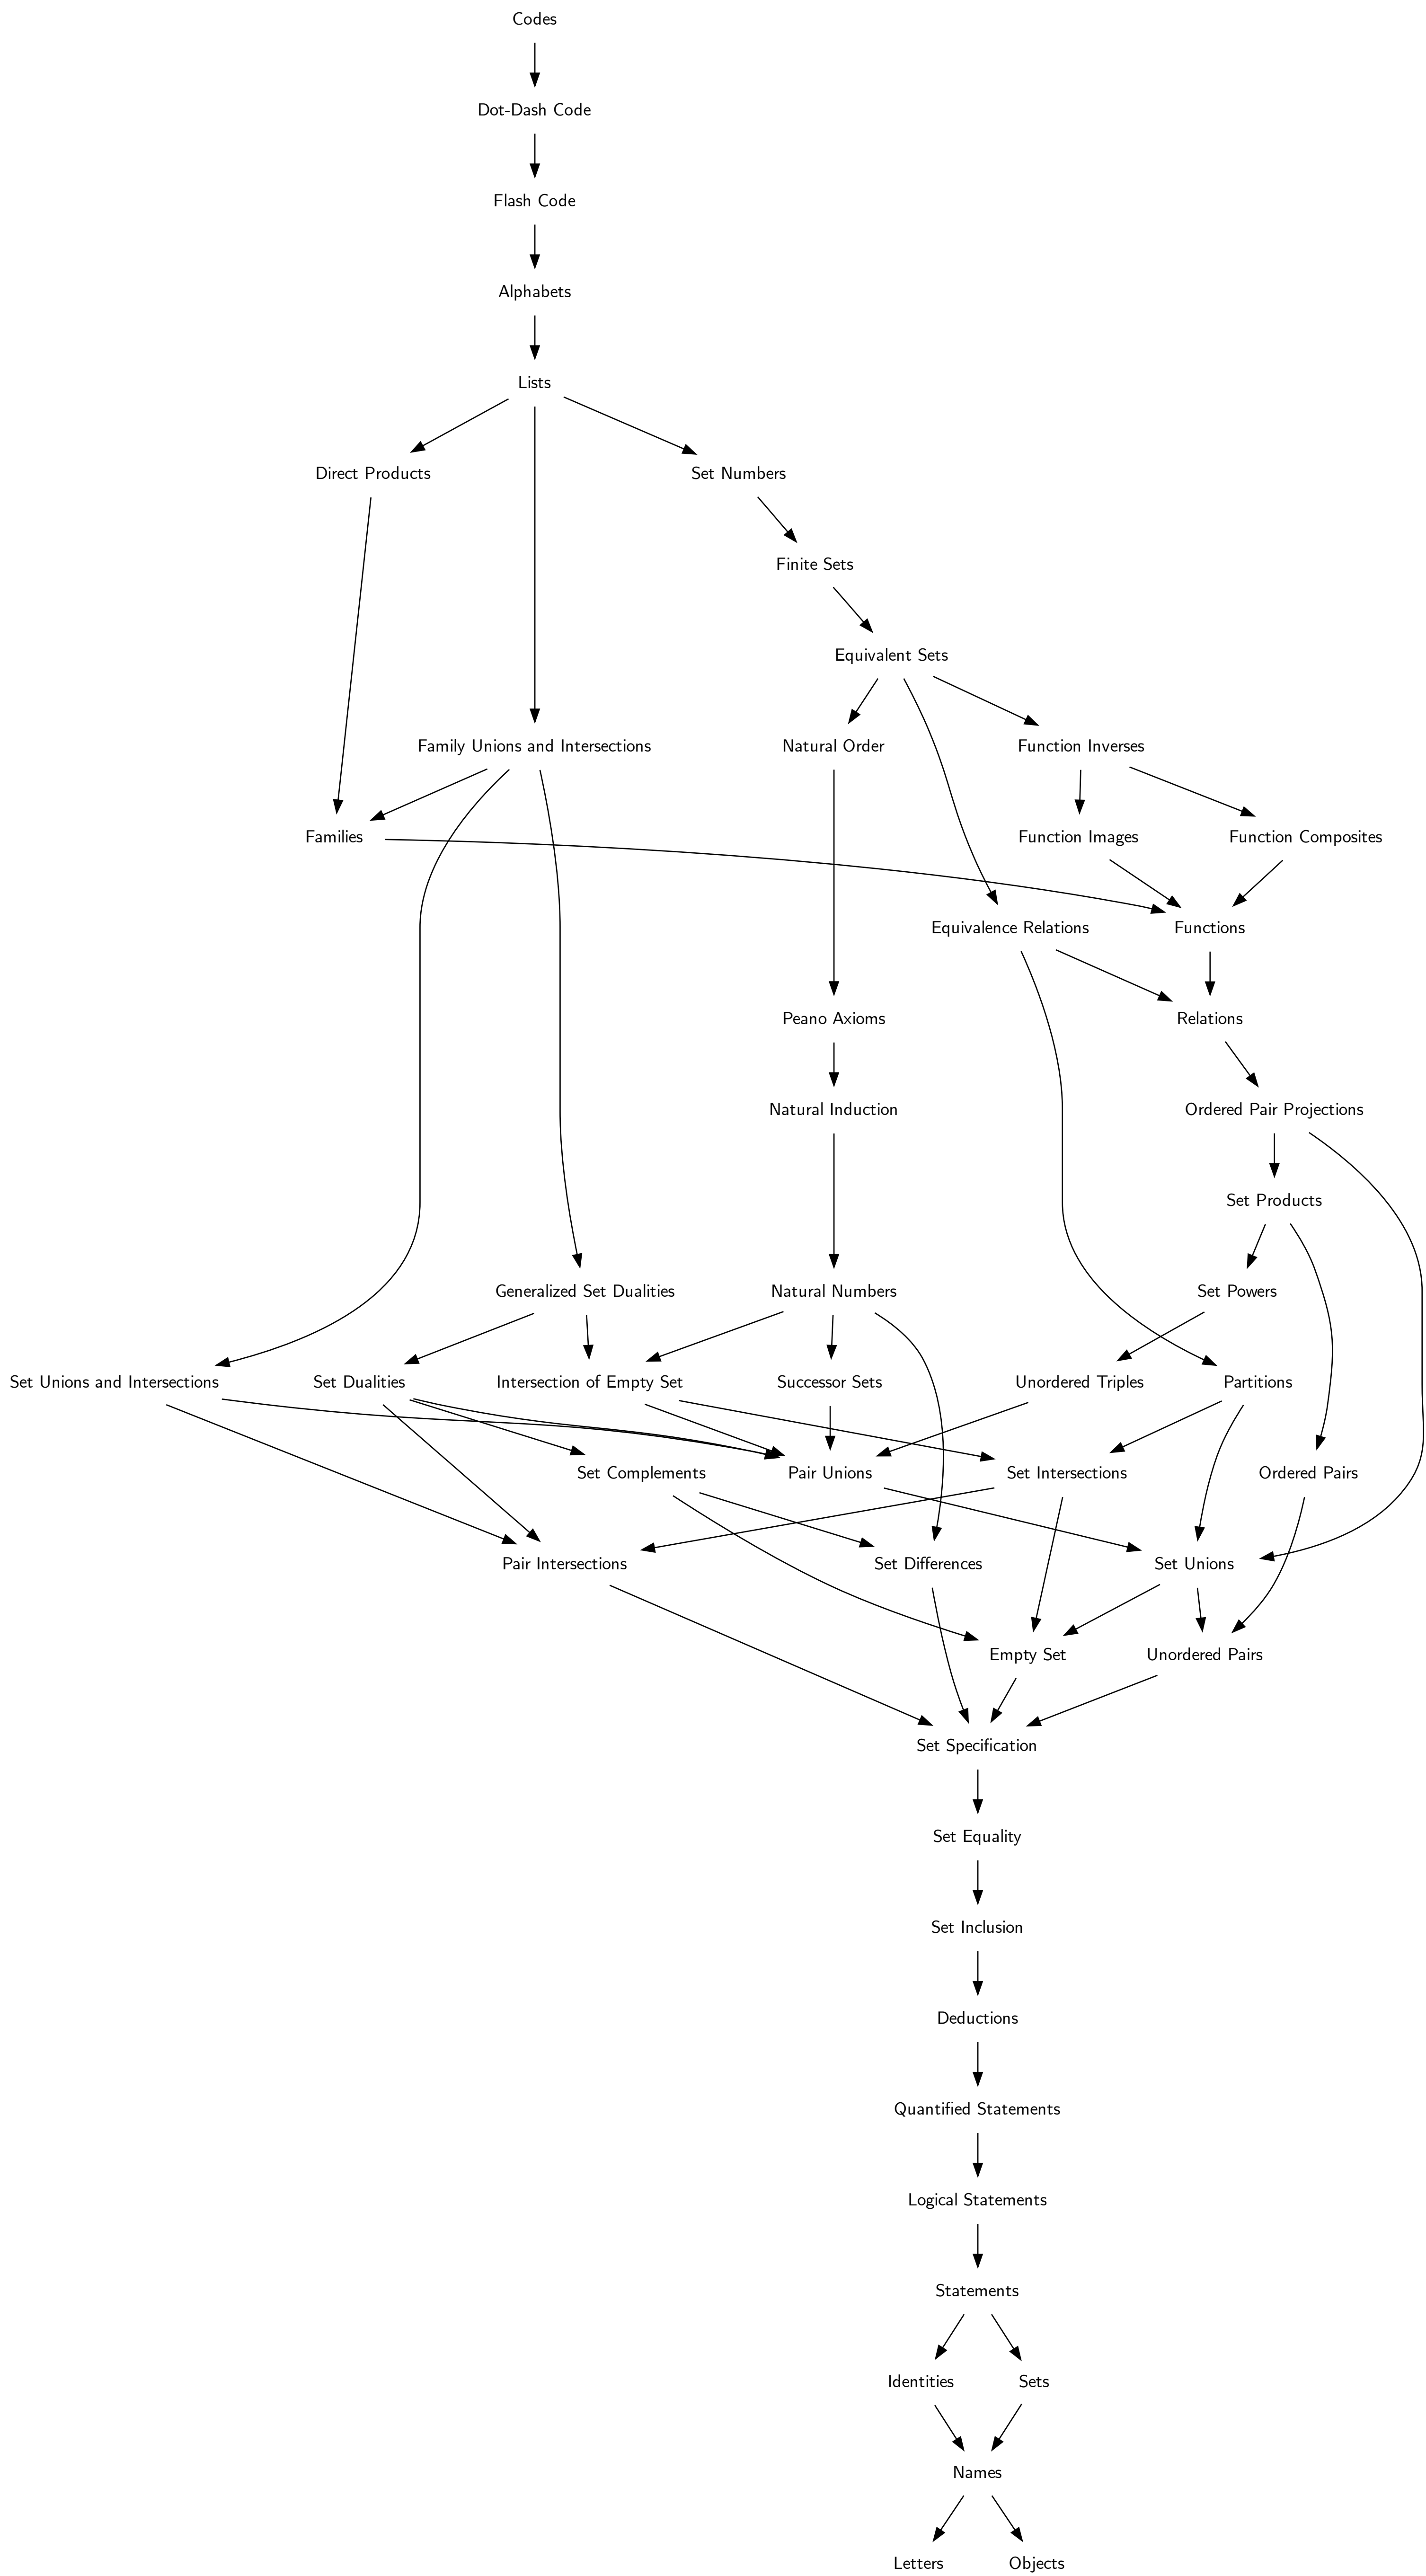 Codes
Dot-Dash Code
Flash Code
Alphabets
Lists
Direct Products
Set Numbers
Finite Sets
Equivalent Sets
Family Unions and Intersections
Natural Order
Function Inverses
Families
Function Images
Function Composites
Equivalence Relations
Functions
Peano Axioms
Relations
Natural Induction
Ordered Pair Projections
Set Products
Generalized Set Dualities
Natural Numbers
Set Powers
Set Unions and Intersections
Set Dualities
Intersection of Empty Set
Successor Sets
Unordered Triples
Partitions
Set Complements
Pair Unions
Set Intersections
Ordered Pairs
Pair Intersections
Set Differences
Set Unions
Empty Set
Unordered Pairs
Set Specification
Set Equality
Set Inclusion
Deductions
Quantified Statements
Logical Statements
Statements
Identities
Sets
Names
Letters
Objects